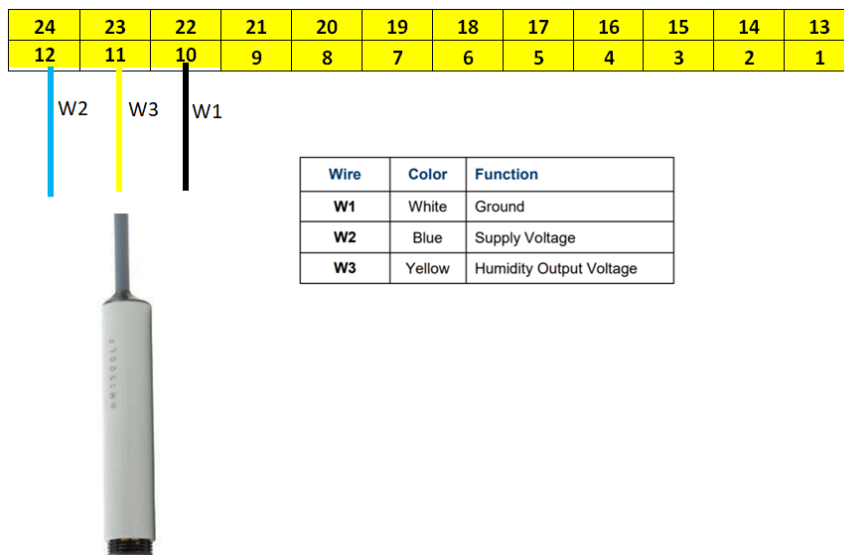 24 23 22 21 20 19 18 17 16 15 14 13
12 11 10 9 8 7 6 5 4 3 2 1
W2 W3 W1
Wire Color Function
W1 White Ground
W2 Blue Supply Voltage
W3 Yellow Humidity Output Voltage
HM1500LF